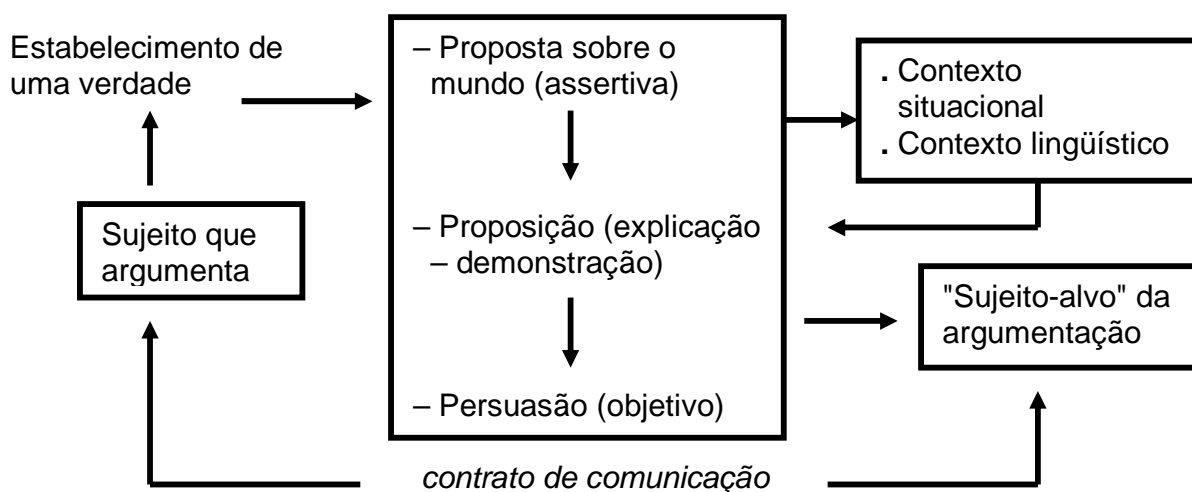 Estabelecimento de
uma verdade
– Proposta sobre o
mundo (assertiva)
. Contexto
situacional
. Contexto lingüístico
Sujeito que
argumenta
– Proposição (explicação
– demonstração)
"Sujeito-alvo" da
argumentação
– Persuasão (objetivo)
contrato de comunicação